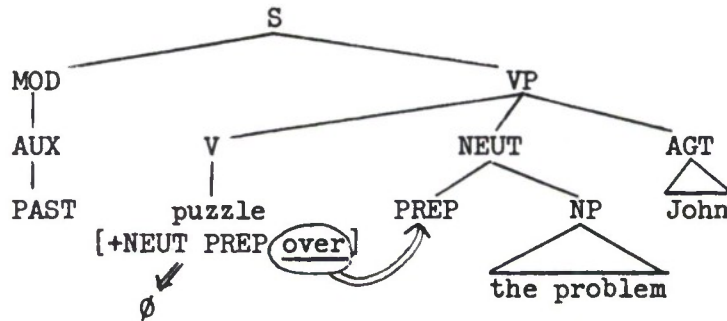 S
MOD VP
AUX V NEUT AGT
PAST puzzle PREP NP John
[+NEUT PREP over]
the problem
∅